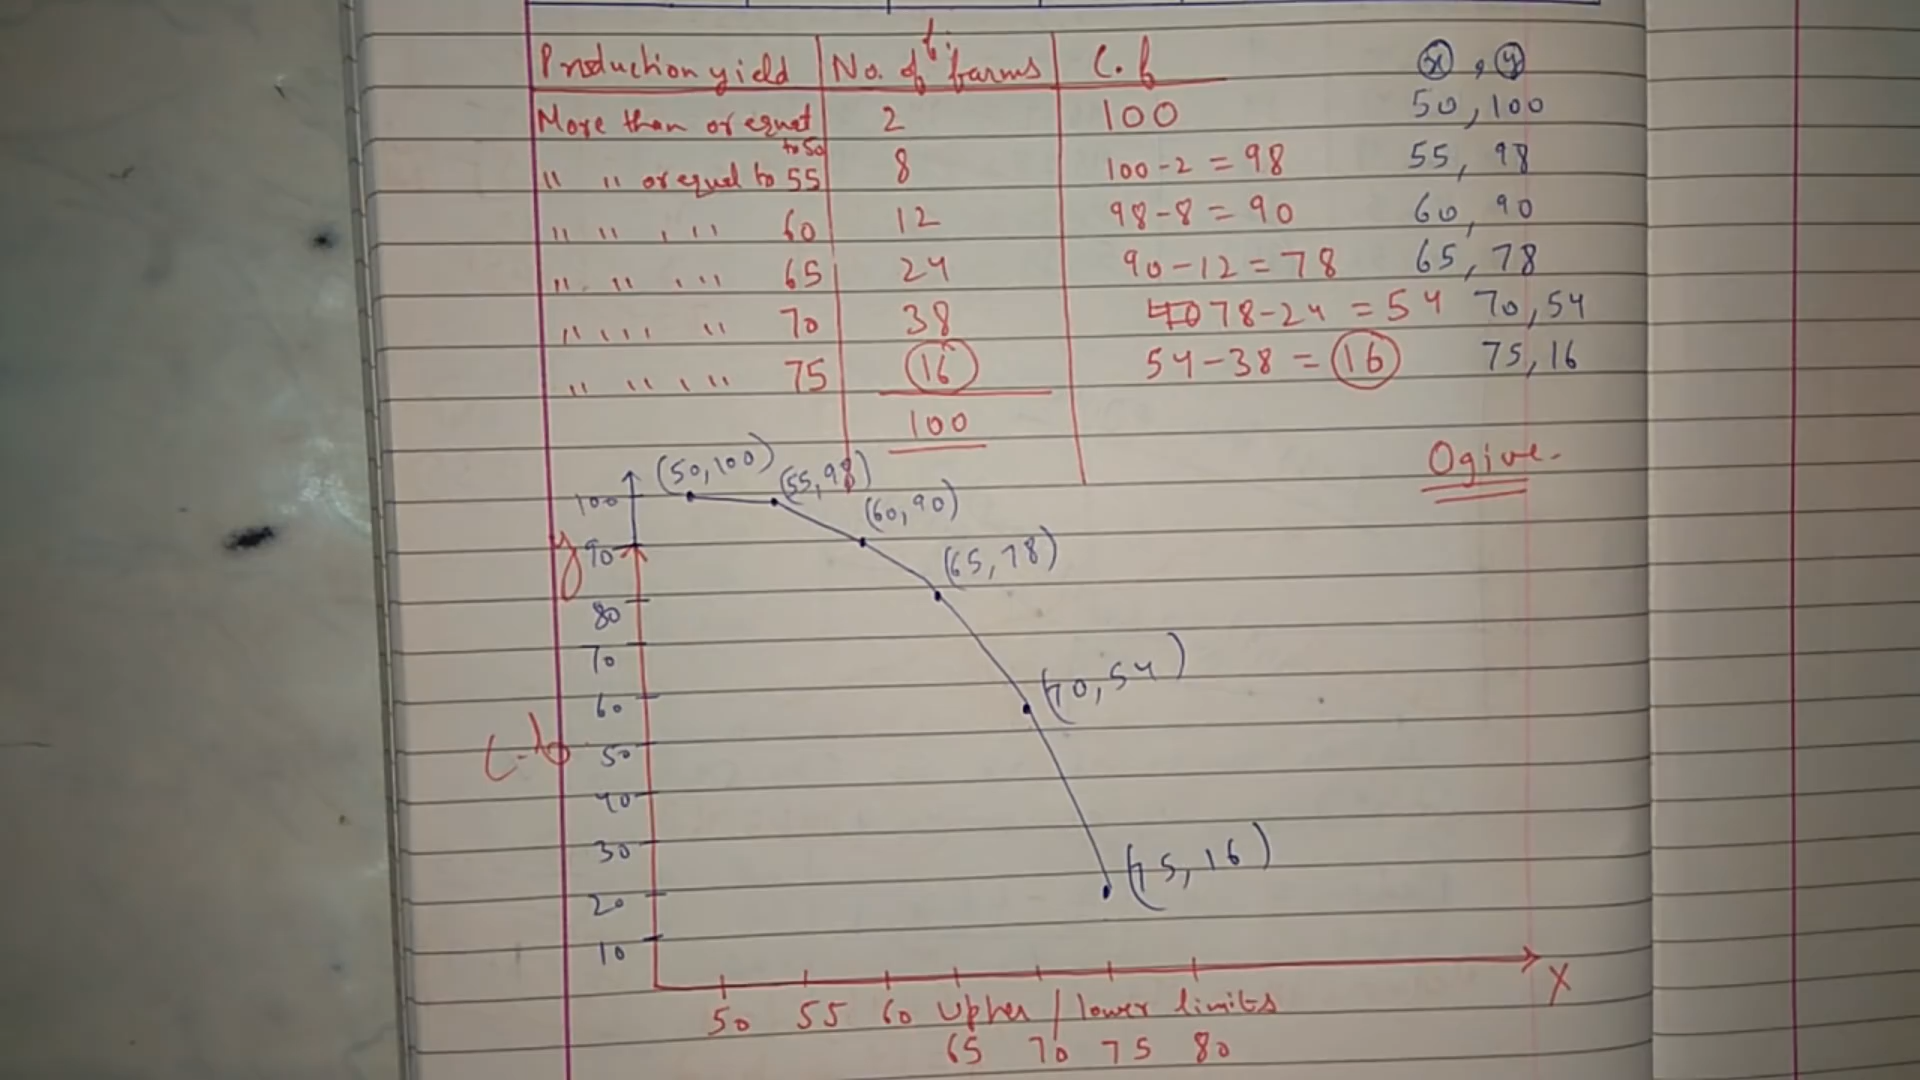 Production yield No. of farms C.f x , y
f.
More than or equal 2 100 50,100
to 50
" " or equal to 55 8 100-2 = 98 55, 98
" " , " 60 12 98-8 = 90 60, 90
" " , " 65 24 90-12 = 78 65, 78
" " , " 70 38 78-24 = 54 70,54
" " , " 75 16 54-38 = 16 75,16
100
Ogive.
(50,100)
(55,98)
(60,90)
(65,78)
(70,54)
(75,16)
100
y 90
80
70
60
C.f 50
40
30
20
10
X
50 55 60 Upper / lower limits
65 70 75 80